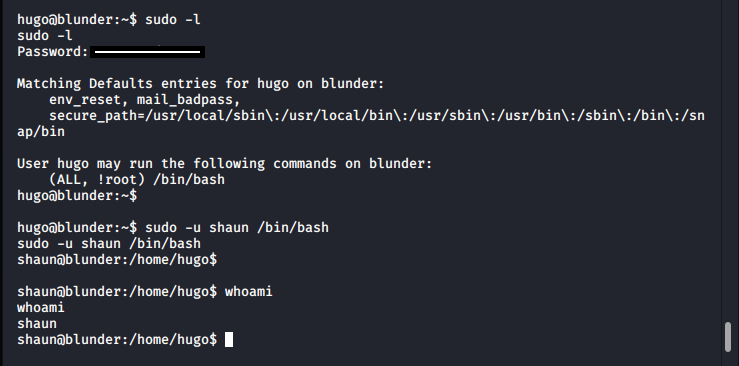 hugo@blunder:~$ sudo -l
sudo -l
Password:
Matching Defaults entries for hugo on blunder:
    env_reset, mail_badpass,
    secure_path=/usr/local/sbin\:/usr/local/bin\:/usr/sbin\:/usr/bin\:/sbin\:/bin\:/sn
ap/bin
User hugo may run the following commands on blunder:
    (ALL, !root) /bin/bash
hugo@blunder:~$
hugo@blunder:~$ sudo -u shaun /bin/bash
sudo -u shaun /bin/bash
shaun@blunder:/home/hugo$
shaun@blunder:/home/hugo$ whoami
whoami
shaun
shaun@blunder:/home/hugo$